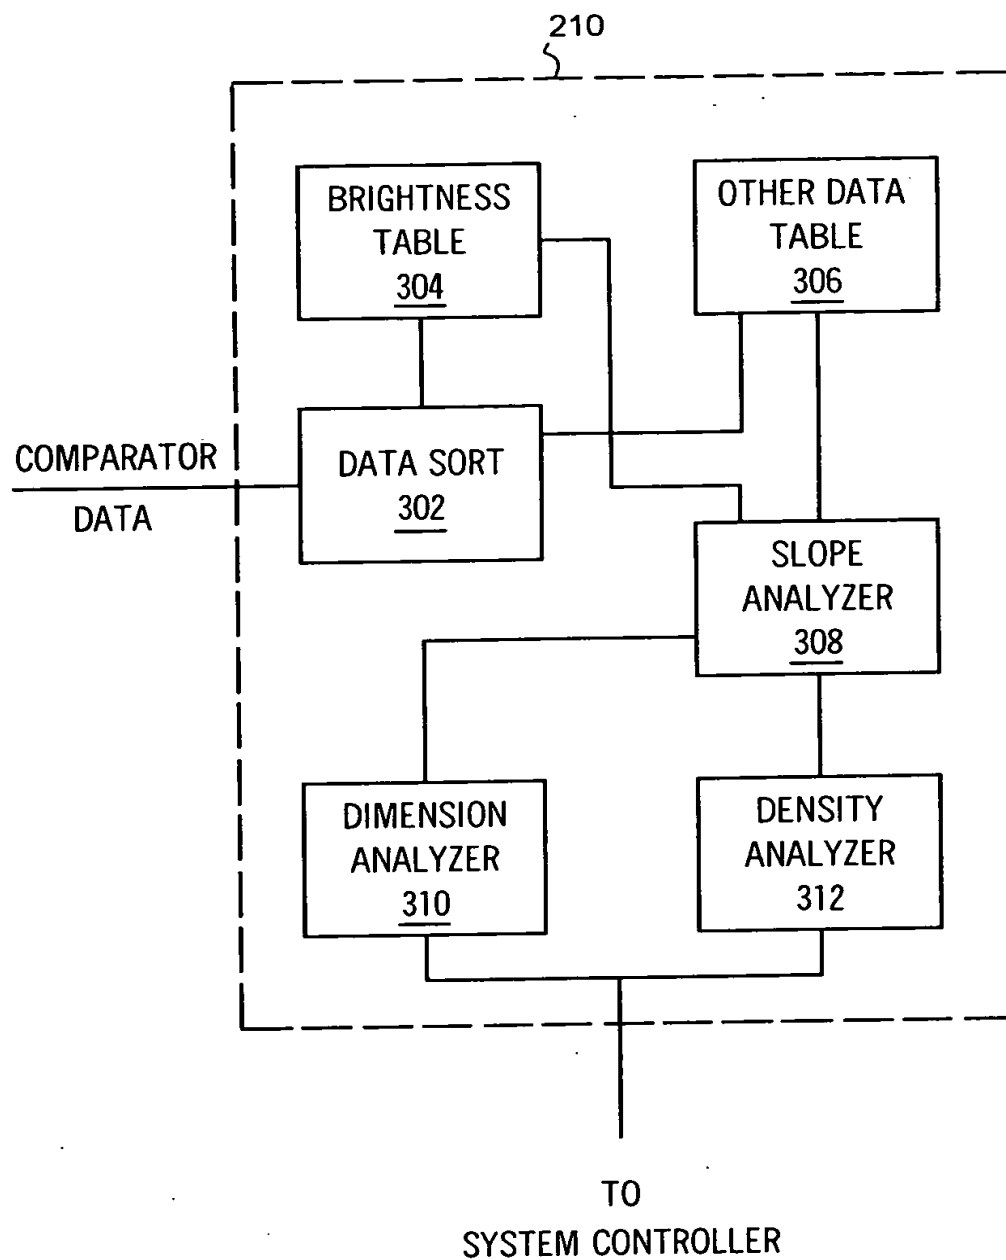 210
BRIGHTNESS
TABLE
304
OTHER DATA
TABLE
306
COMPARATOR
DATA
DATA SORT
302
SLOPE
ANALYZER
308
DIMENSION
ANALYZER
310
DENSITY
ANALYZER
312
TO
SYSTEM CONTROLLER